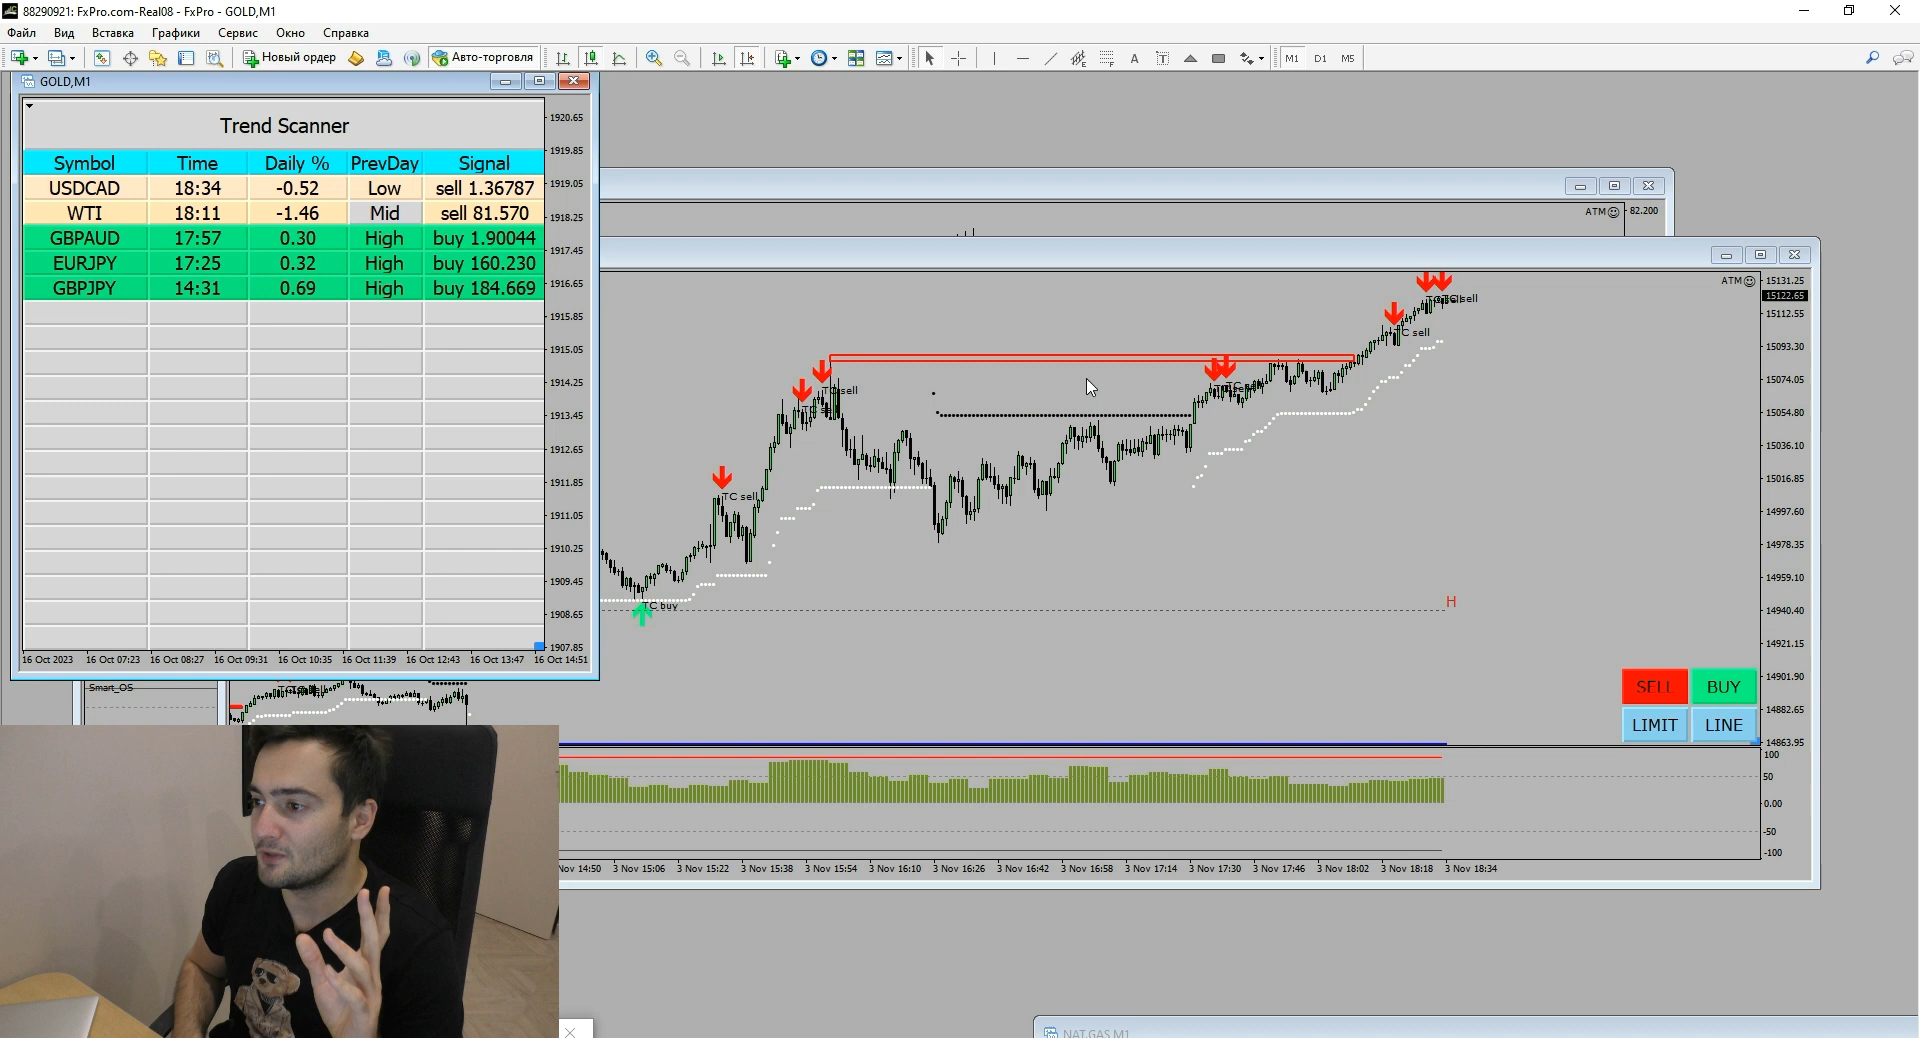 88290921: FxPro.com-Real08 - FxPro - GOLD,M1
Файл Вид Вставка Графики Сервис Окно Справка
Новый ордер Авто-торговля A T M1 D1 M5
GOLD,M1
Trend Scanner
Symbol Time Daily % PrevDay Signal
USDCAD 18:34 -0.52 Low sell 1.36787
WTI 18:11 -1.46 Mid sell 81.570
GBPAUD 17:57 0.30 High buy 1.90044
EURJPY 17:25 0.32 High buy 160.230
GBPJPY 14:31 0.69 High buy 184.669
1920.65
1919.85
1919.05
1918.25
1917.45
1916.65
1915.85
1915.05
1914.25
1913.45
1912.65
1911.85
1911.05
1910.25
1909.45
1908.65
1907.85
16 Oct 2023 16 Oct 07:23 16 Oct 08:27 16 Oct 09:31 16 Oct 10:35 16 Oct 11:39 16 Oct 12:43 16 Oct 13:47 16 Oct 14:51
ATM 82.200
ATM 15131.25
15122.65
15112.55
15093.30
15074.05
15054.80
15036.10
15016.85
14997.60
14978.35
14959.10
14940.40
14921.15
14901.90
14882.65
14863.95
TC sell
TC sell
TC sell
TC sell
TC sell
TC buy
H
SELL BUY
LIMIT LINE
100
50
0.00
-50
-100
Nov 14:50 3 Nov 15:06 3 Nov 15:22 3 Nov 15:38 3 Nov 15:54 3 Nov 16:10 3 Nov 16:26 3 Nov 16:42 3 Nov 16:58 3 Nov 17:14 3 Nov 17:30 3 Nov 17:46 3 Nov 18:02 3 Nov 18:18 3 Nov 18:34
Smart_OS
NAT.GAS,M1